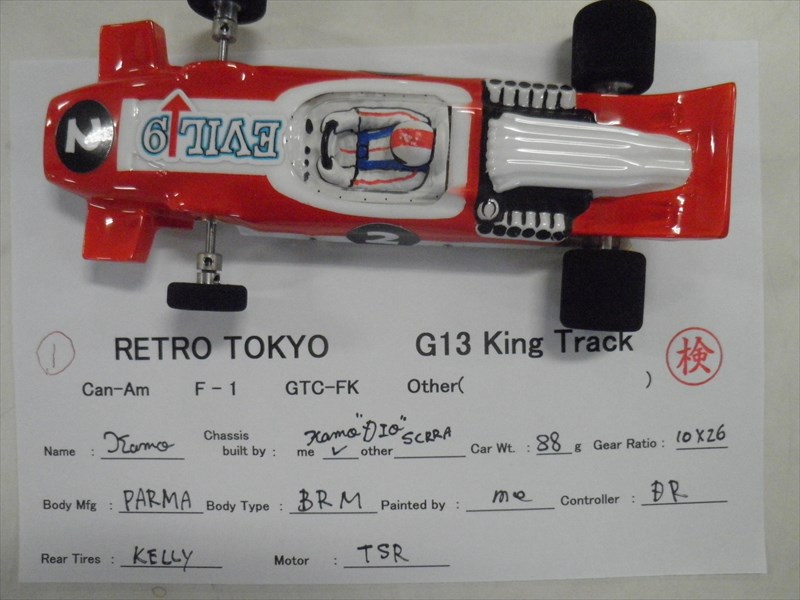 2
EVIL9
2
① RETRO TOKYO G13 King Track 検
Can-Am F-1 GTC-FK Other( )
Name : Kamo Chassis built by : me ✓ Kamo "DIO" other SCRRA Car Wt. : 88 g Gear Ratio : 10X26
Body Mfg : PARMA Body Type : BRM Painted by : me Controller : DR
Rear Tires : KELLY Motor : TSR